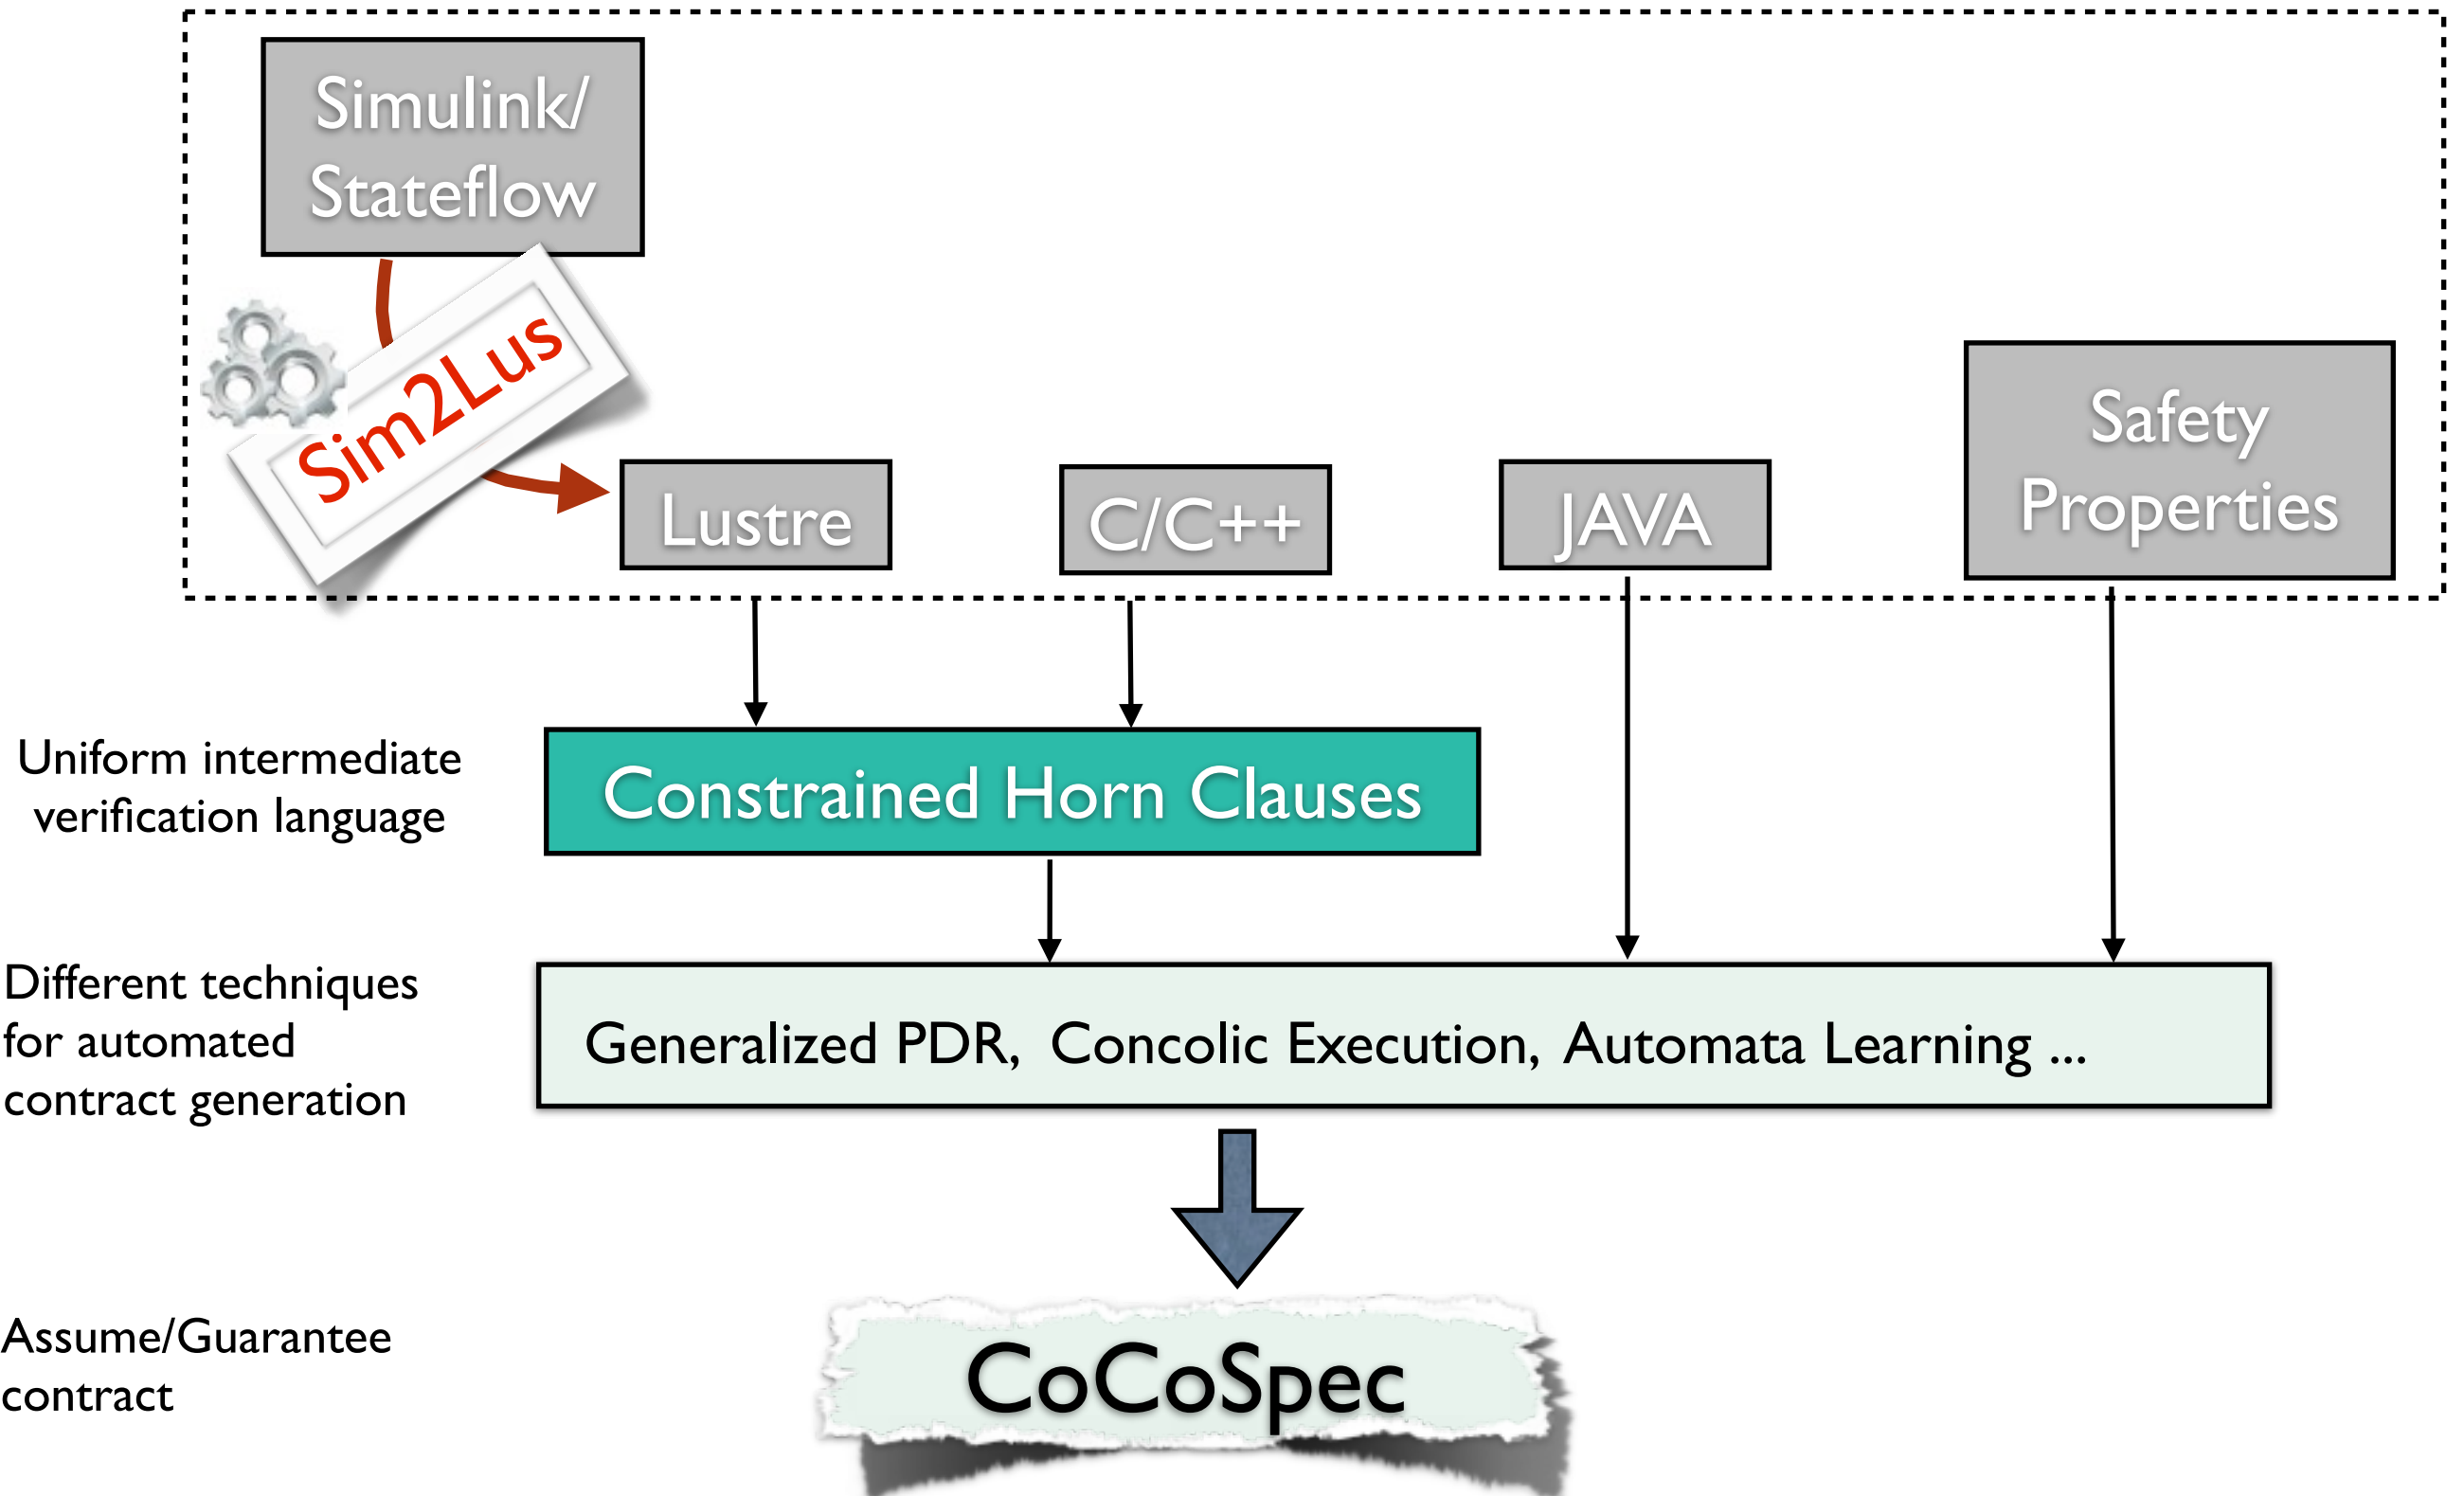 Simulink/
Stateflow
Sim2Lus
Lustre
C/C++
JAVA
Safety
Properties
Uniform intermediate
verification language
Constrained Horn Clauses
Different techniques
for automated
contract generation
Generalized PDR, Concolic Execution, Automata Learning ...
Assume/Guarantee
contract
CoCoSpec